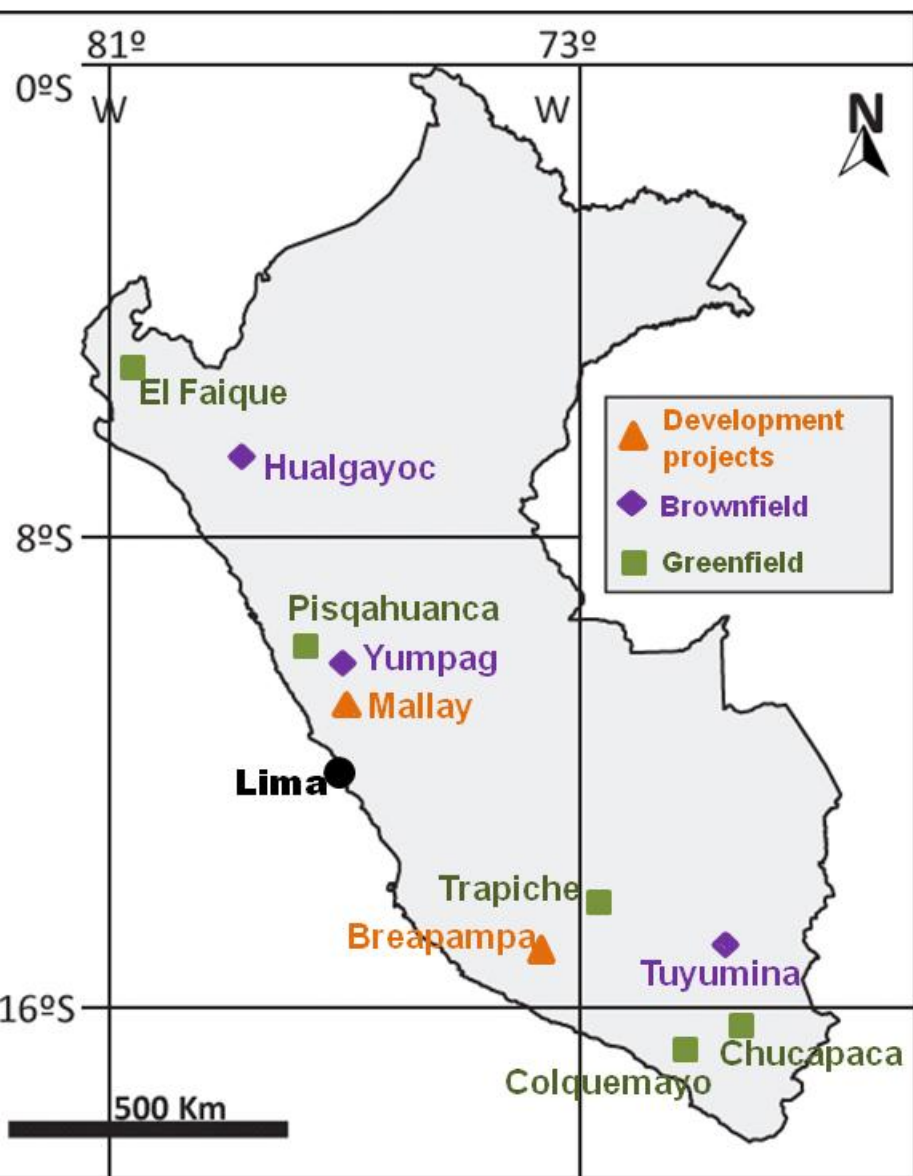 81º
73º
0ºS
W
W
N
El Faique
Hualgayoc
Development
projects
Brownfield
Greenfield
8ºS
Pisqahuanca
Yumpag
Mallay
Lima
Trapiche
Breapampa
Tuyumina
16ºS
Chucapaca
Colquemayo
500 Km